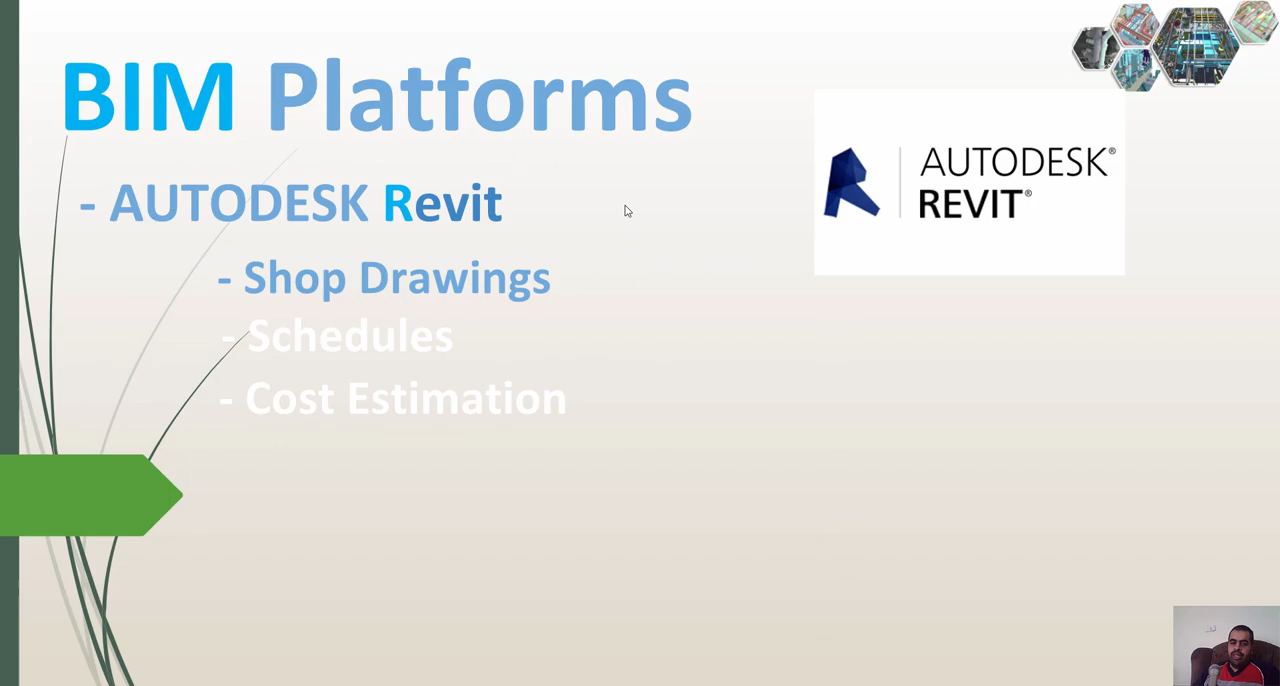 BIM Platforms
- AUTODESK Revit
- Shop Drawings
- Schedules
- Cost Estimation
AUTODESK®
REVIT®